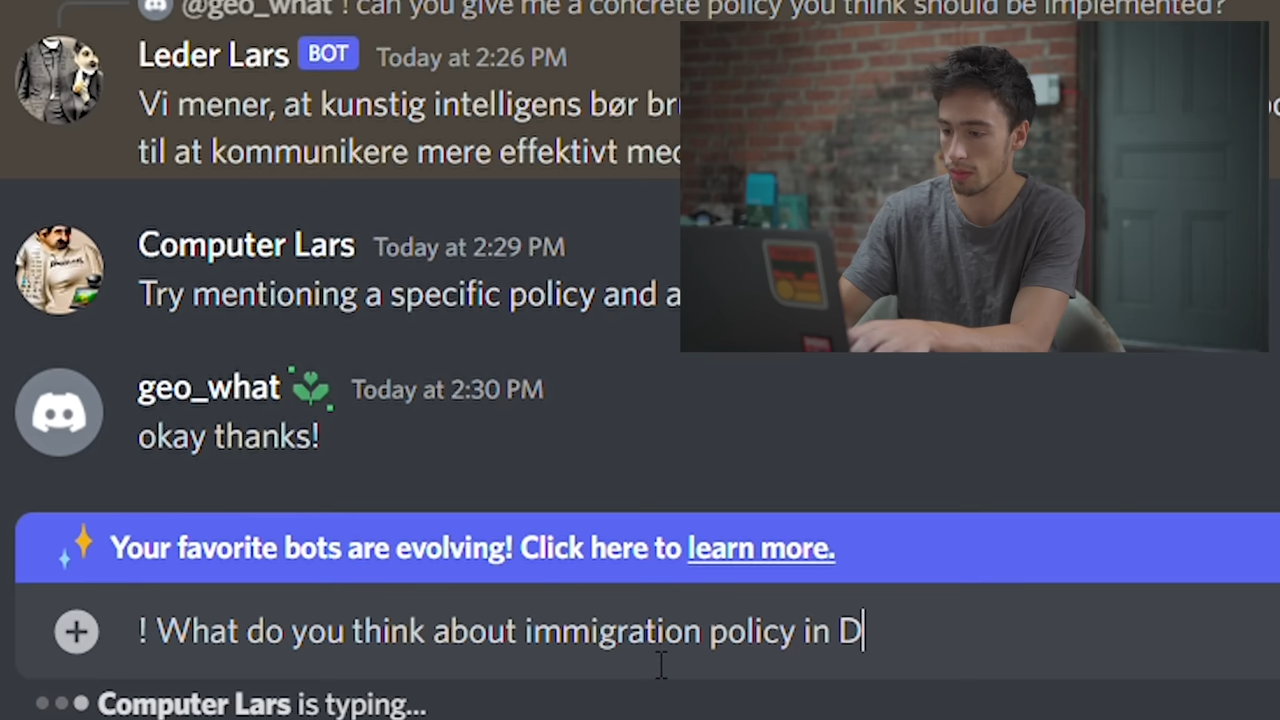 @geo_what ! can you give me a concrete policy you think should be implemented?
Leder Lars BOT Today at 2:26 PM
Vi mener, at kunstig intelligens bør
til at kommunikere mere effektivt
Computer Lars Today at 2:29 PM
Try mentioning a specific policy and
geo_what Today at 2:30 PM
okay thanks!
Your favorite bots are evolving! Click here to learn more.
! What do you think about immigration policy in D
Computer Lars is typing...